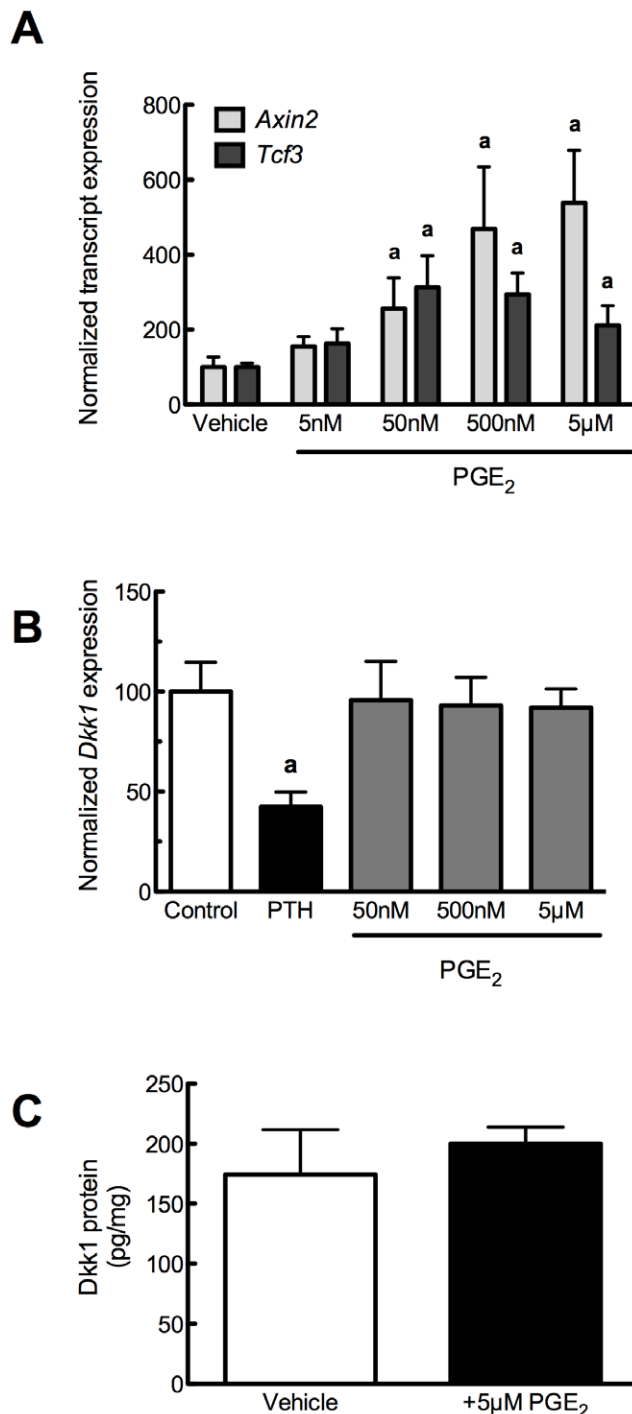 A
Normalized transcript expression
800
600
400
200
0
Axin2
Tcf3
a a a a a a
Vehicle 5nM 50nM 500nM 5µM
PGE₂
B
Normalized Dkk1 expression
150
100
50
0
a
Control PTH 50nM 500nM 5µM
PGE₂
C
Dkk1 protein
(pg/mg)
250
200
150
100
50
0
Vehicle +5µM PGE₂